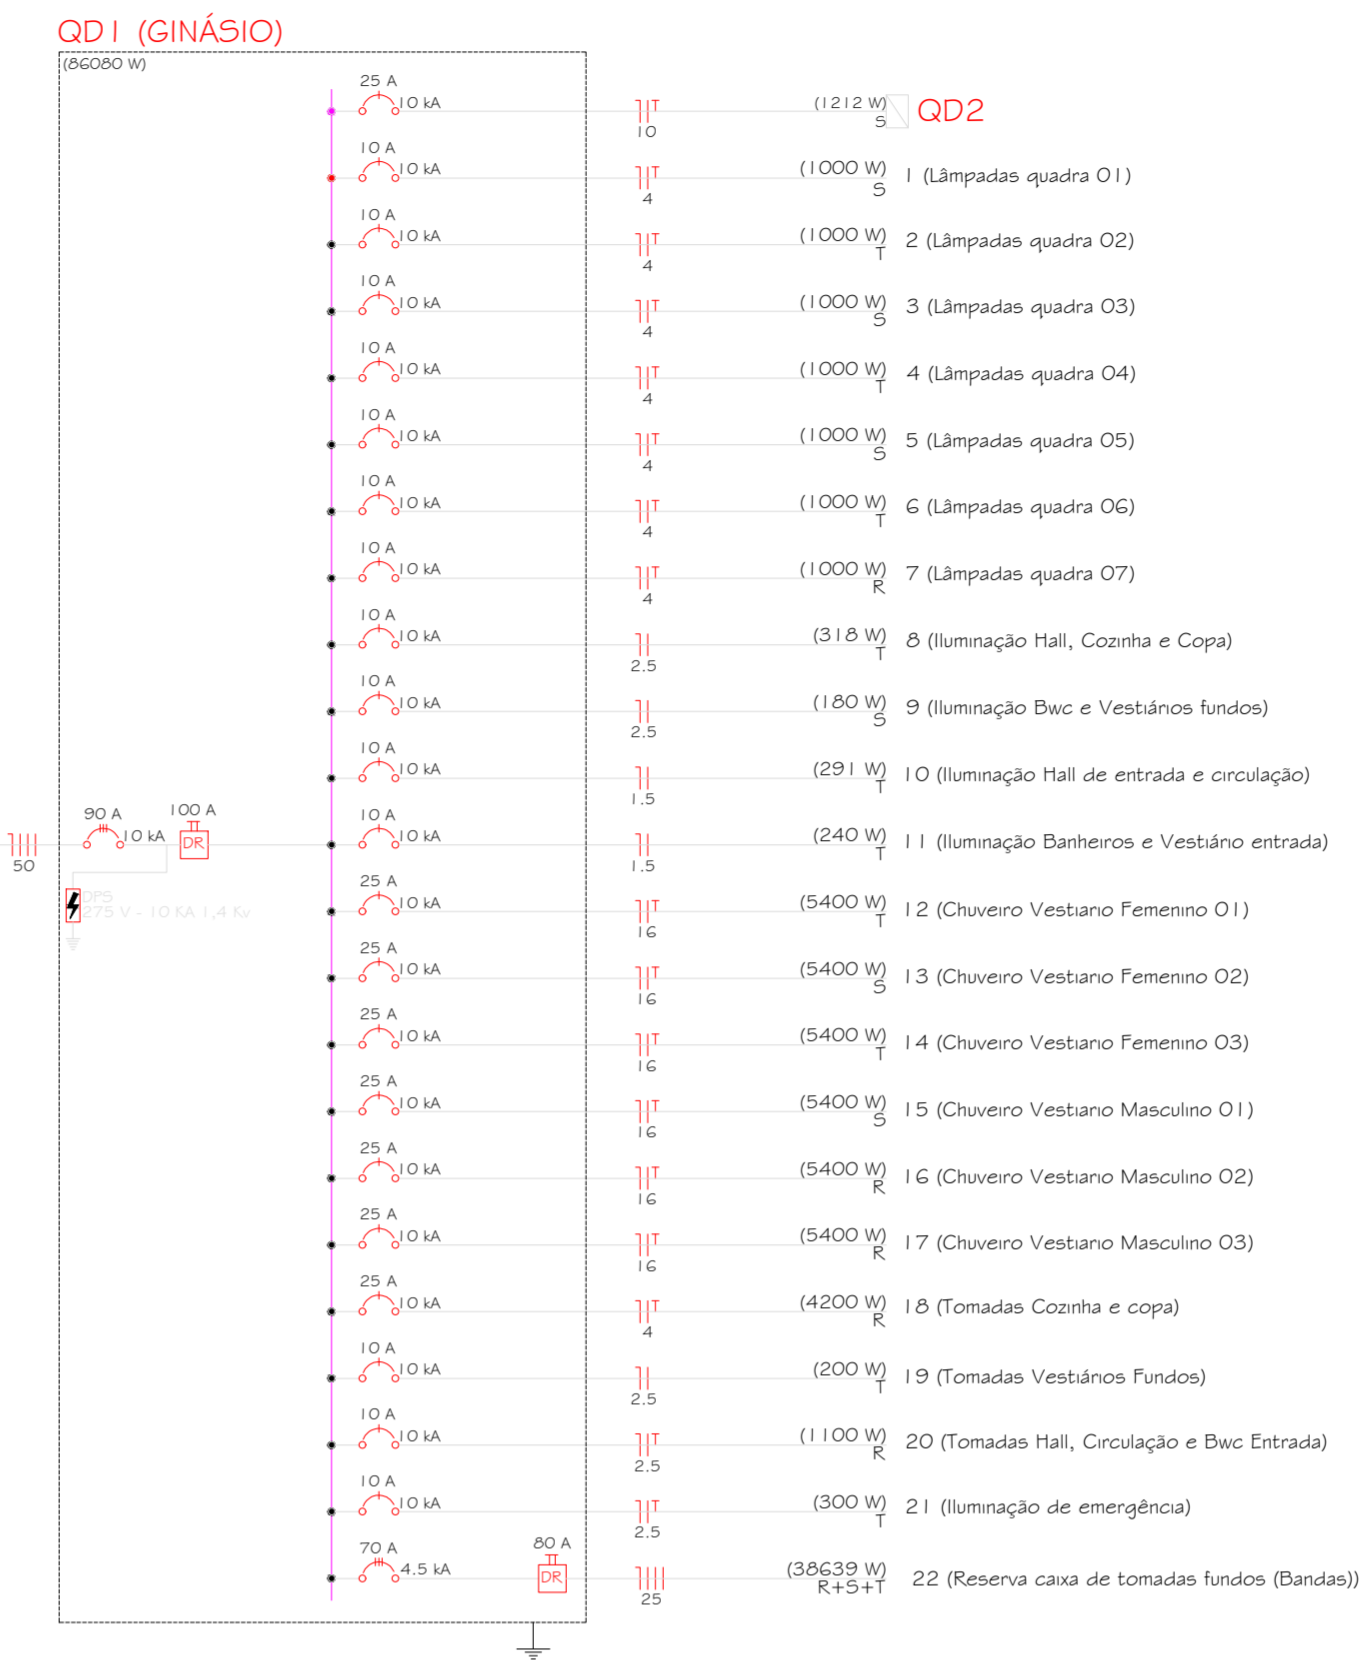 QD1 (GINÁSIO)
(86080 W)
25 A
10 kA
10
(1212 W)
S
QD2
10 A
10 kA
4
(1000 W)
S
1 (Lâmpadas quadra 01)
10 A
10 kA
4
(1000 W)
T
2 (Lâmpadas quadra 02)
10 A
10 kA
4
(1000 W)
S
3 (Lâmpadas quadra 03)
10 A
10 kA
4
(1000 W)
T
4 (Lâmpadas quadra 04)
10 A
10 kA
4
(1000 W)
S
5 (Lâmpadas quadra 05)
10 A
10 kA
4
(1000 W)
T
6 (Lâmpadas quadra 06)
10 A
10 kA
4
(1000 W)
R
7 (Lâmpadas quadra 07)
10 A
10 kA
2.5
(318 W)
T
8 (Iluminação Hall, Cozinha e Copa)
10 A
10 kA
2.5
(180 W)
S
9 (Iluminação Bwc e Vestiários fundos)
10 A
10 kA
1.5
(291 W)
T
10 (Iluminação Hall de entrada e circulação)
50
90 A
10 kA
100 A
DR
DPS
275 V - 10 KA 1,4 Kv
10 A
10 kA
1.5
(240 W)
T
11 (Iluminação Banheiros e Vestiário entrada)
25 A
10 kA
16
(5400 W)
T
12 (Chuveiro Vestiario Femenino 01)
25 A
10 kA
16
(5400 W)
S
13 (Chuveiro Vestiario Femenino 02)
25 A
10 kA
16
(5400 W)
T
14 (Chuveiro Vestiario Femenino 03)
25 A
10 kA
16
(5400 W)
S
15 (Chuveiro Vestiario Masculino 01)
25 A
10 kA
16
(5400 W)
R
16 (Chuveiro Vestiario Masculino 02)
25 A
10 kA
16
(5400 W)
R
17 (Chuveiro Vestiario Masculino 03)
25 A
10 kA
4
(4200 W)
R
18 (Tomadas Cozinha e copa)
10 A
10 kA
2.5
(200 W)
T
19 (Tomadas Vestiários Fundos)
10 A
10 kA
2.5
(1100 W)
R
20 (Tomadas Hall, Circulação e Bwc Entrada)
10 A
10 kA
2.5
(300 W)
T
21 (Iluminação de emergência)
70 A
4.5 kA
80 A
DR
25
(38639 W)
R+S+T
22 (Reserva caixa de tomadas fundos (Bandas))